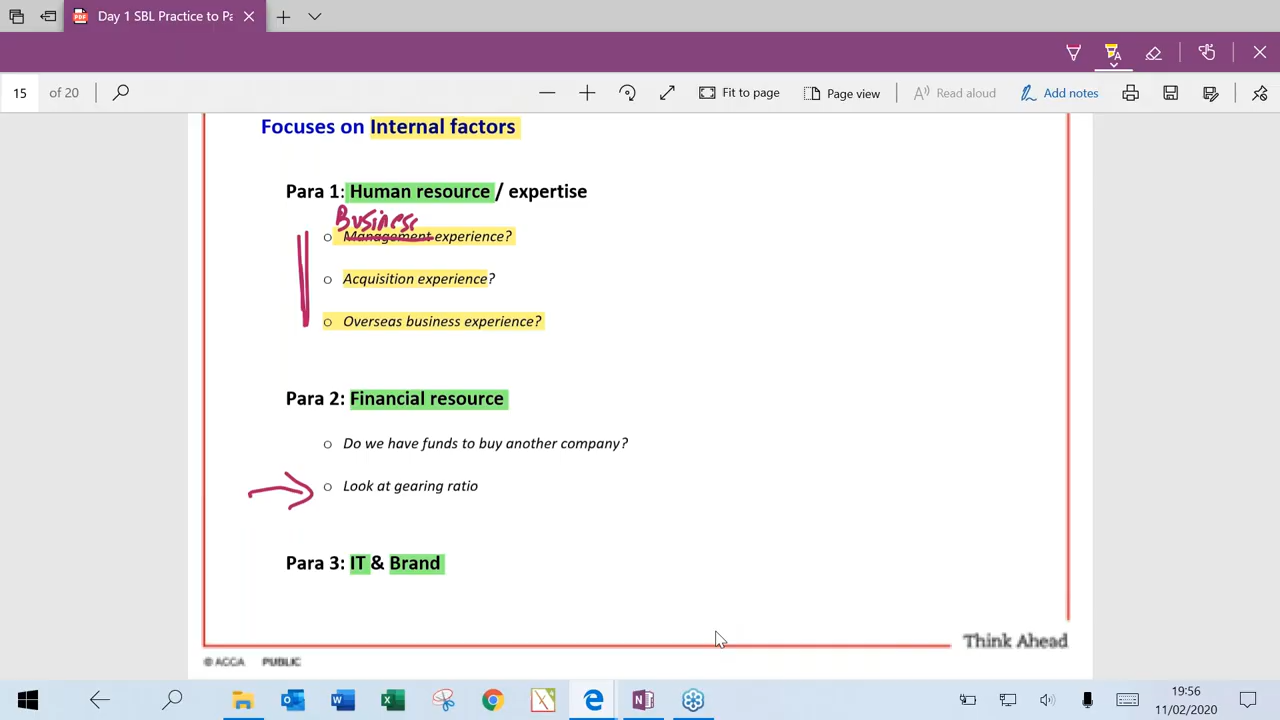 Day 1 SBL Practice to Pa
15 of 20
Fit to page
Page view
Read aloud
Add notes
Focuses on Internal factors
Para 1: Human resource / expertise
Business
o Management experience?
o Acquisition experience?
o Overseas business experience?
Para 2: Financial resource
o Do we have funds to buy another company?
o Look at gearing ratio
Para 3: IT & Brand
Think Ahead
© ACCA PUBLIC
19:56
11/02/2020